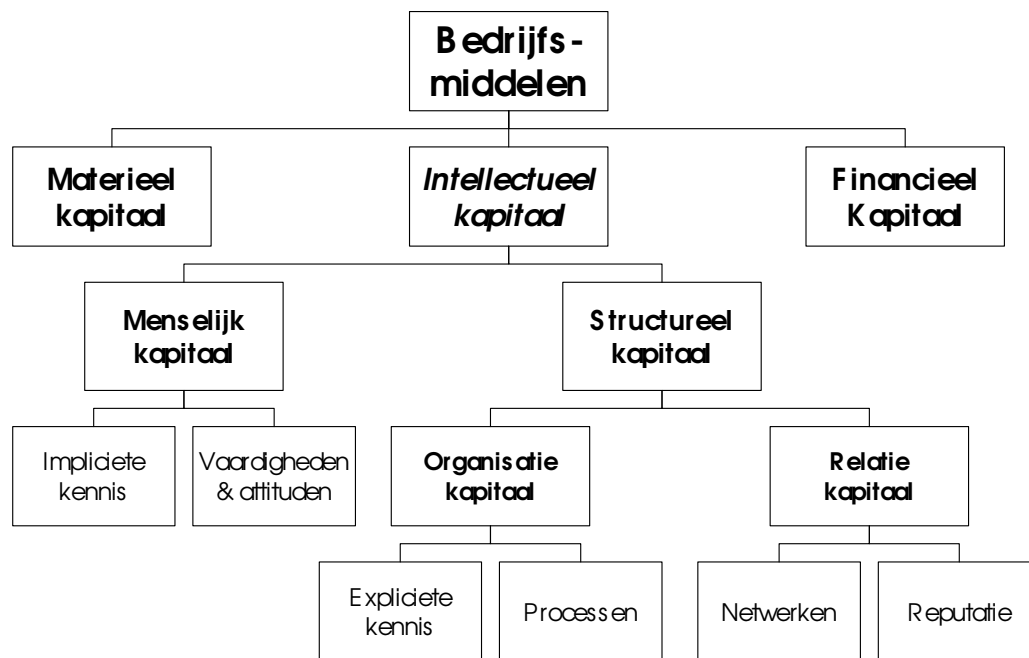 Bedrijfs-
middelen
Materieel
kapitaal
Intellectueel
kapitaal
Financieel
Kapitaal
Menselijk
kapitaal
Structureel
kapitaal
Impliciete
kennis
Vaardigheden
& attituden
Organisatie
kapitaal
Relatie
kapitaal
Expliciete
kennis
Processen
Netwerken
Reputatie